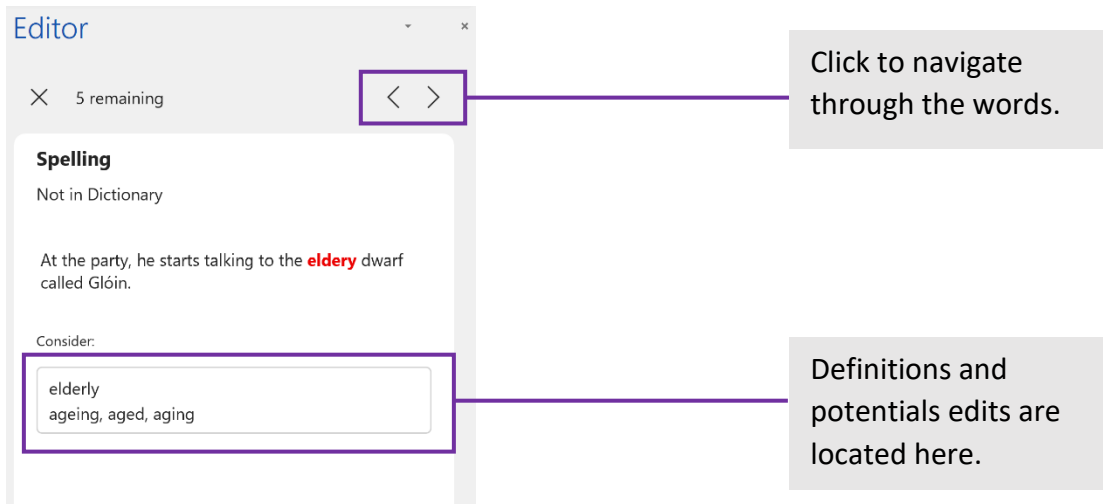 Editor
5 remaining
Click to navigate
through the words.
Spelling
Not in Dictionary
At the party, he starts talking to the eldery dwarf
called Glóin.
Consider:
elderly
ageing, aged, aging
Definitions and
potentials edits are
located here.